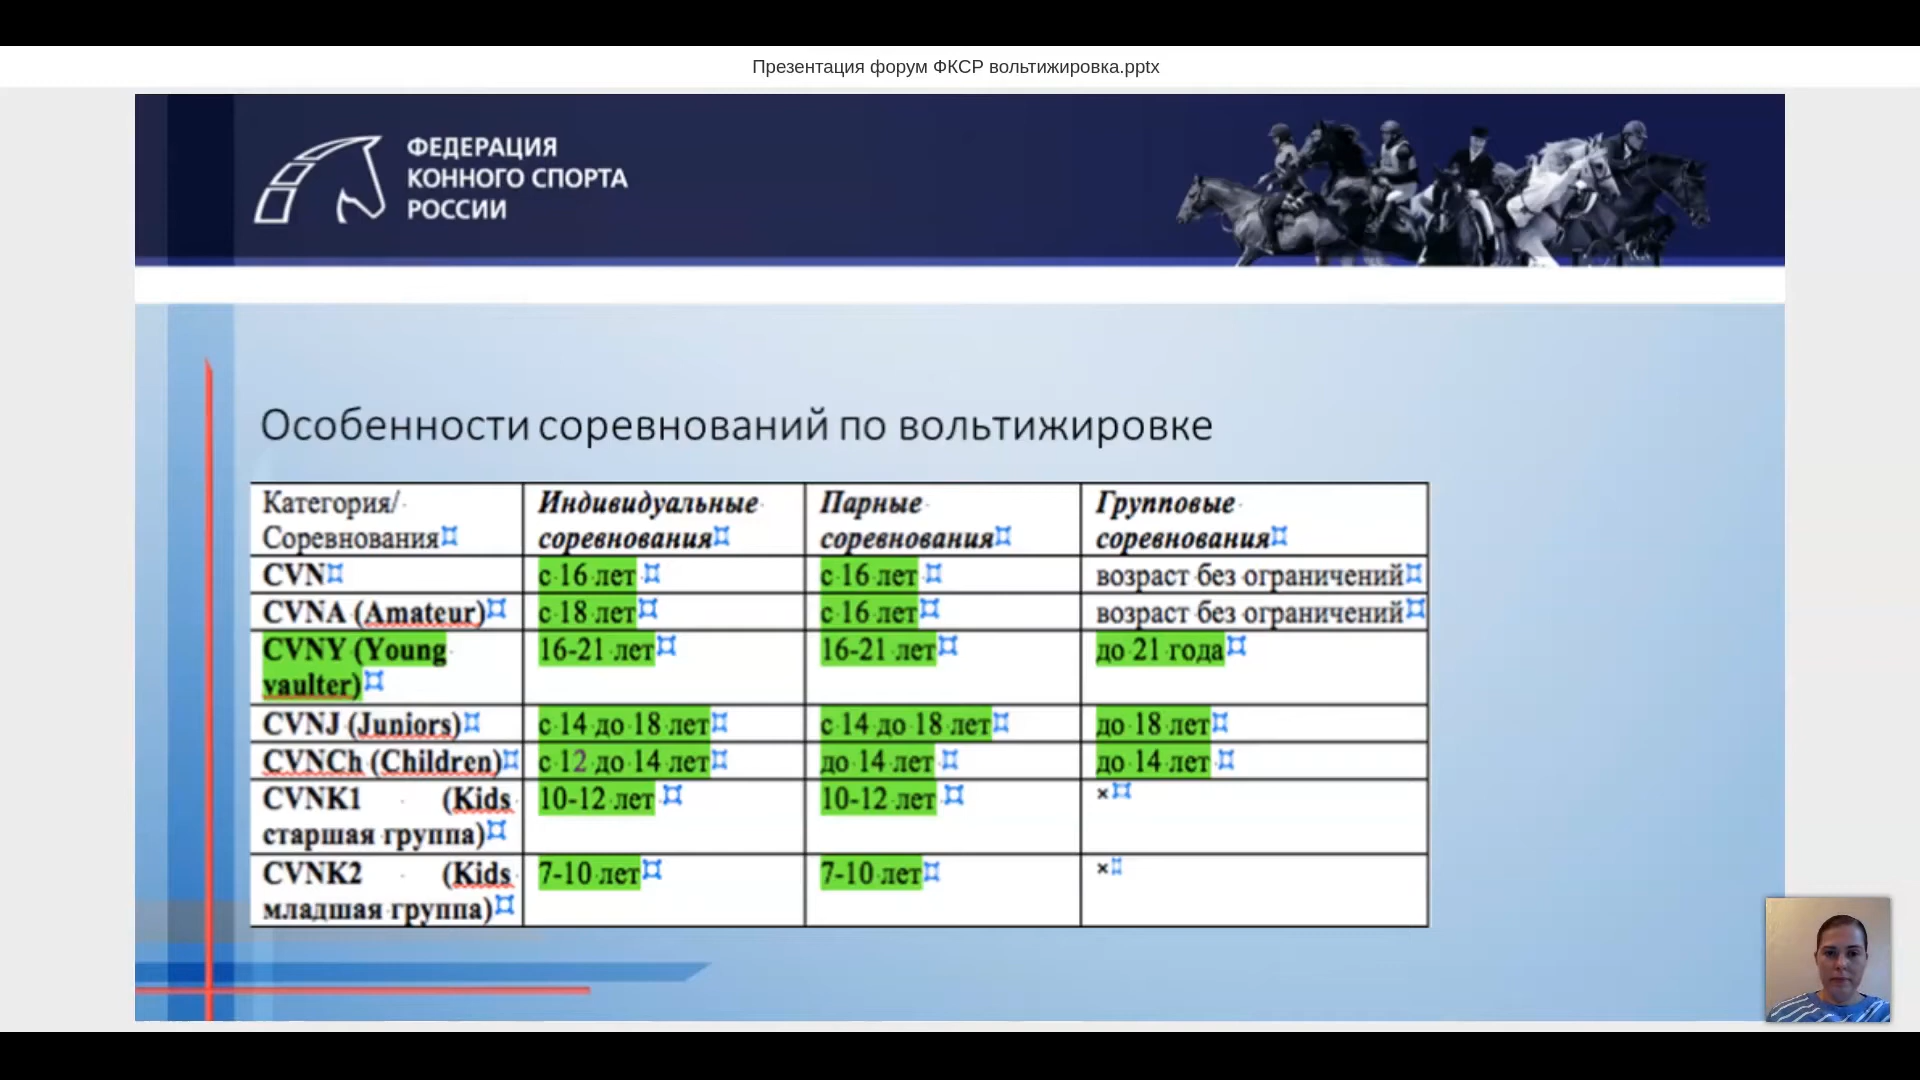 Презентация форум ФКСР вольтижировка.pptx
ФЕДЕРАЦИЯ
КОННОГО СПОРТА
РОССИИ
Особенности соревнований по вольтижировке
Категория/ Соревнования
Индивидуальные соревнования
Парные соревнования
Групповые соревнования
CVN
с 16 лет
с 16 лет
возраст без ограничений
CVNA (Amateur)
с 18 лет
с 16 лет
возраст без ограничений
CVNY (Young vaulter)
16-21 лет
16-21 лет
до 21 года
CVNJ (Juniors)
с 14 до 18 лет
с 14 до 18 лет
до 18 лет
CVNCh (Children)
с 12 до 14 лет
до 14 лет
до 14 лет
CVNK1 (Kids старшая группа)
10-12 лет
10-12 лет
×
CVNK2 (Kids младшая группа)
7-10 лет
7-10 лет
×